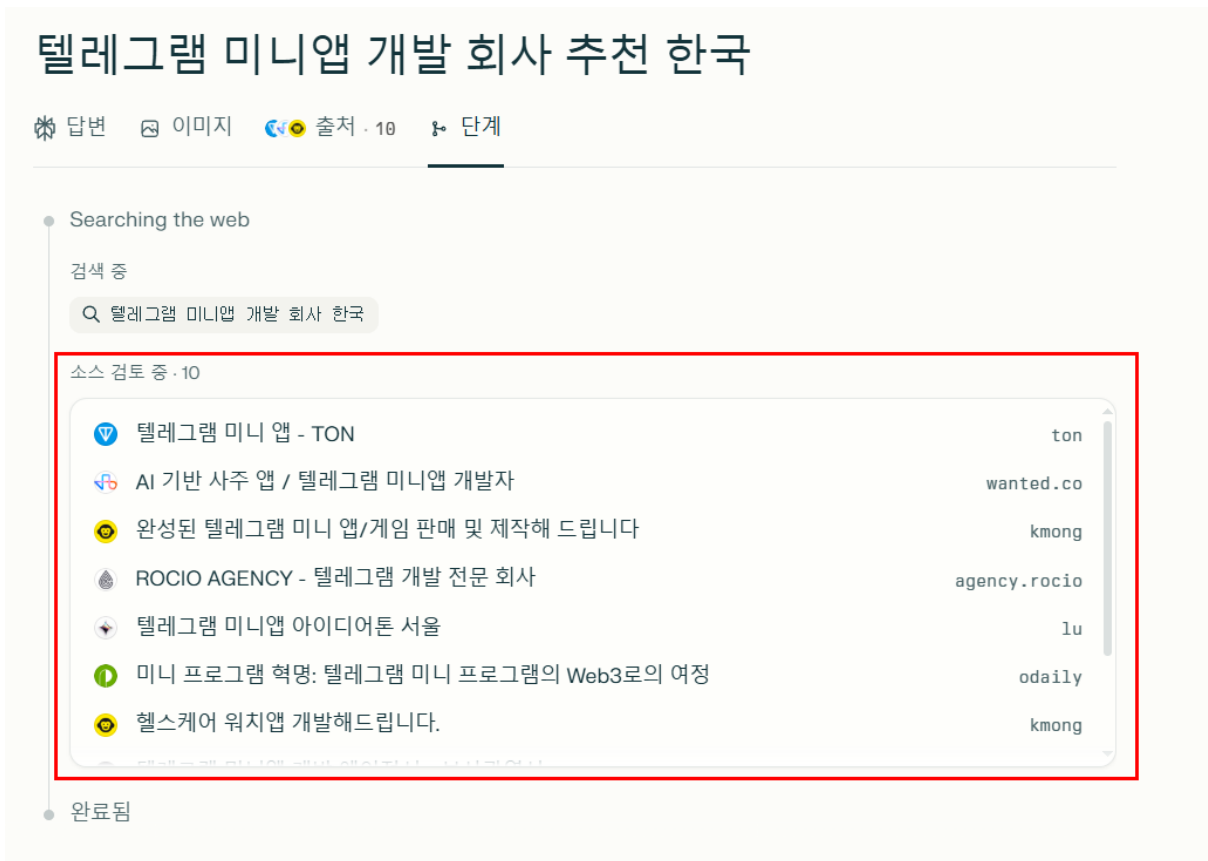 텔레그램 미니앱 개발 회사 추천 한국
답변 이미지 출처 · 10 단계
Searching the web
검색 중
텔레그램 미니앱 개발 회사 한국
소스 검토 중 · 10
텔레그램 미니 앱 - TON ton
AI 기반 사주 앱 / 텔레그램 미니앱 개발자 wanted.co
완성된 텔레그램 미니 앱/게임 판매 및 제작해 드립니다 kmong
ROCIO AGENCY - 텔레그램 개발 전문 회사 agency.rocio
텔레그램 미니앱 아이디어톤 서울 lu
미니 프로그램 혁명: 텔레그램 미니 프로그램의 Web3로의 여정 odaily
헬스케어 워치앱 개발해드립니다. kmong
완료됨